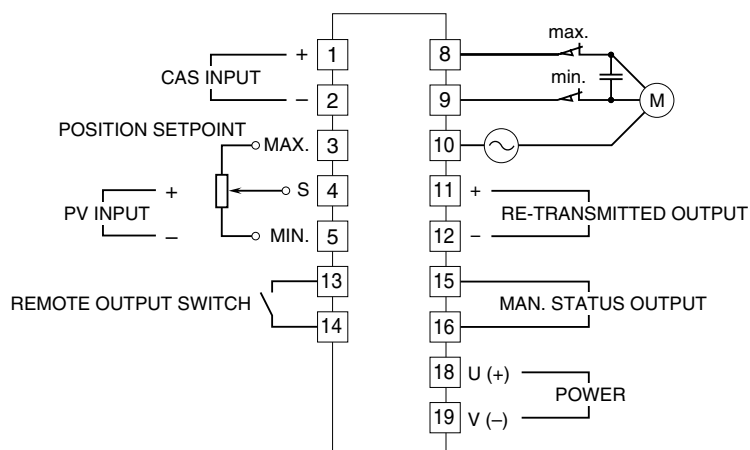 max.
+ 1 8
CAS INPUT
min.
– 2 9 M
POSITION SETPOINT
MAX. 3 10
+ S 4 11 +
PV INPUT RE-TRANSMITTED OUTPUT
– MIN. 5 12 –
13 15
REMOTE OUTPUT SWITCH MAN. STATUS OUTPUT
14 16
18 U (+)
POWER
19 V (–)